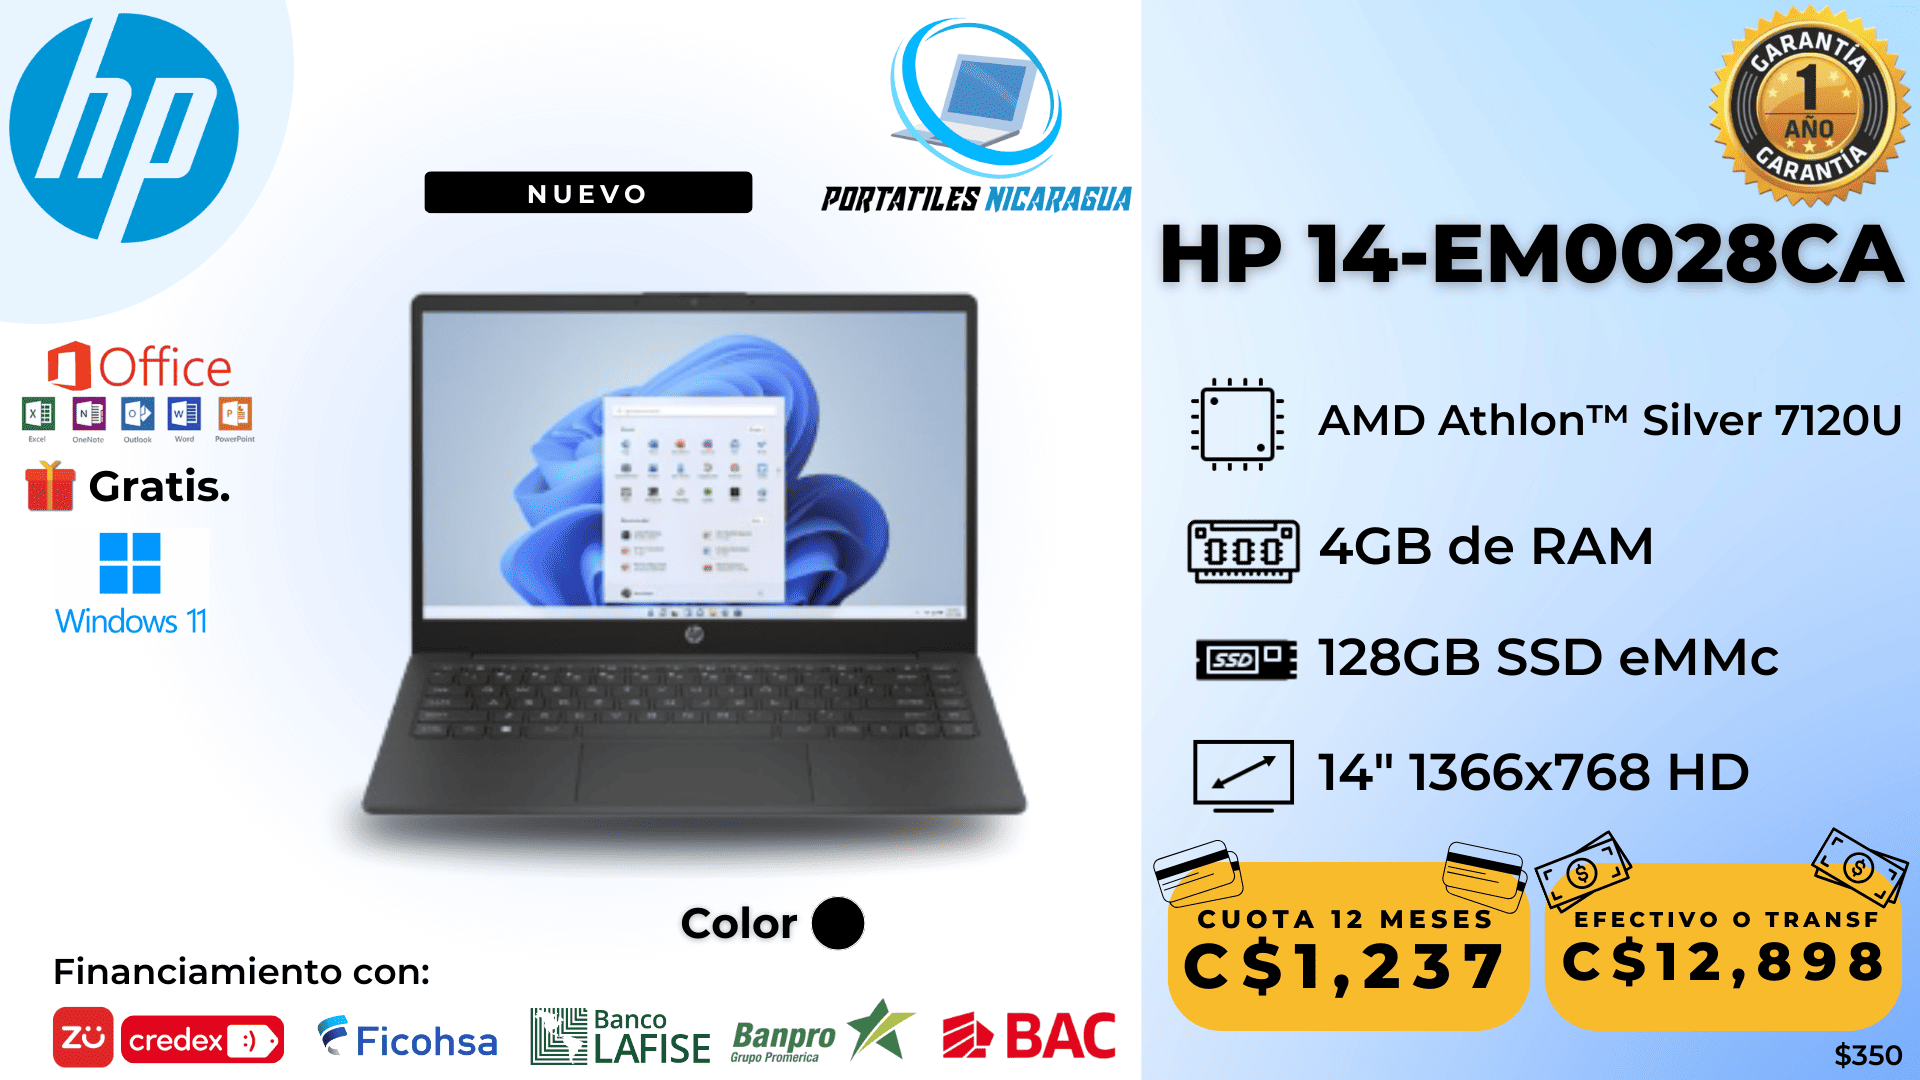 hp
NUEVO
PORTATILES NICARAGUA
GARANTÍA
1
AÑO
GARANTÍA
HP 14-EM0028CA
Office
Excel
OneNote
Outlook
Word
PowerPoint
Gratis.
Windows 11
AMD Athlon™ Silver 7120U
4GB de RAM
SSD
128GB SSD eMMc
14" 1366x768 HD
Color
CUOTA 12 MESES
C$1,237
EFECTIVO O TRANSF
C$12,898
Financiamiento con:
ZU
credex
Ficohsa
Banco
LAFISE
Banpro
Grupo Promerica
BAC
$350